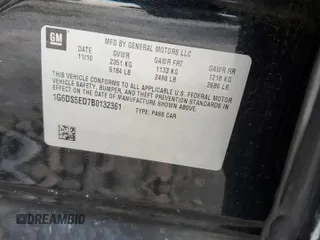 GM
MFD BY GENERAL MOTORS LLC
DATE GVWR GAWR FRT GAWR RR
11/10 2351 KG 1133 KG 1218 KG
5184 LB 2498 LB 2686 LB
THIS VEHICLE CONFORMS TO ALL APPLICABLE U.S. FEDERAL MOTOR
VEHICLE SAFETY, BUMPER, AND THEFT PREVENTION STANDARDS IN
EFFECT ON THE DATE OF MANUFACTURE SHOWN ABOVE.
1G6DS5ED7B0132361 TYPE: PASS CAR
DREAMBID